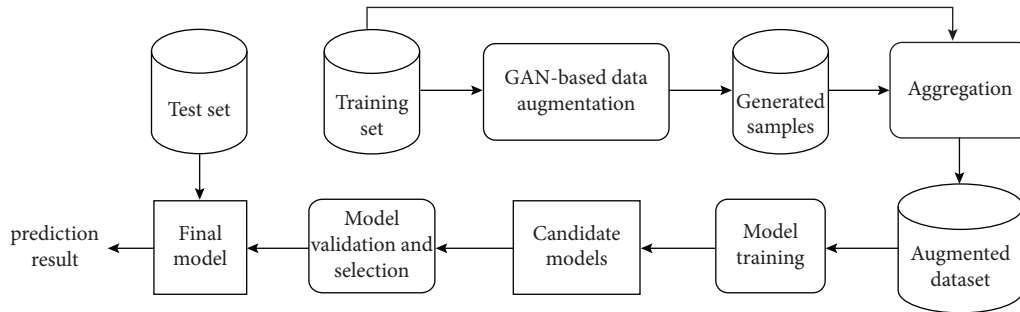 Test set
Training
set
GAN-based data
augmentation
Generated
samples
Aggregation
prediction
result
Final
model
Model
validation and
selection
Candidate
models
Model
training
Augmented
dataset